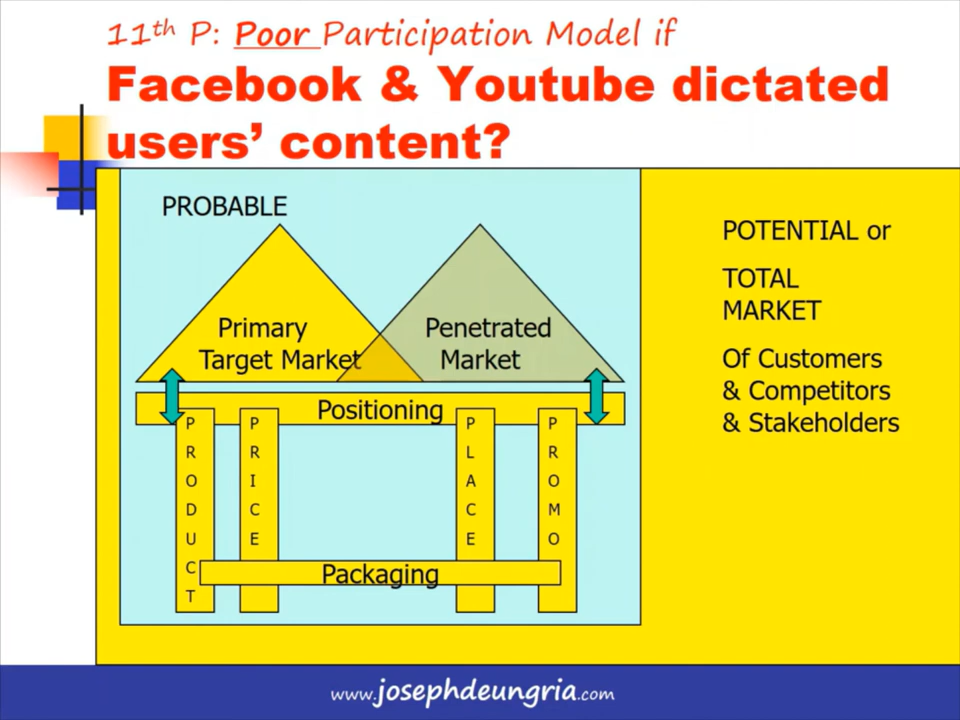 11th P: Poor Participation Model if
Facebook & Youtube dictated
users’ content?
PROBABLE
Primary
Target Market
Penetrated
Market
Positioning
PRODUCT
PRICE
PLACE
PROMO
Packaging
POTENTIAL or
TOTAL
MARKET
Of Customers
& Competitors
& Stakeholders
www.josephdeungria.com